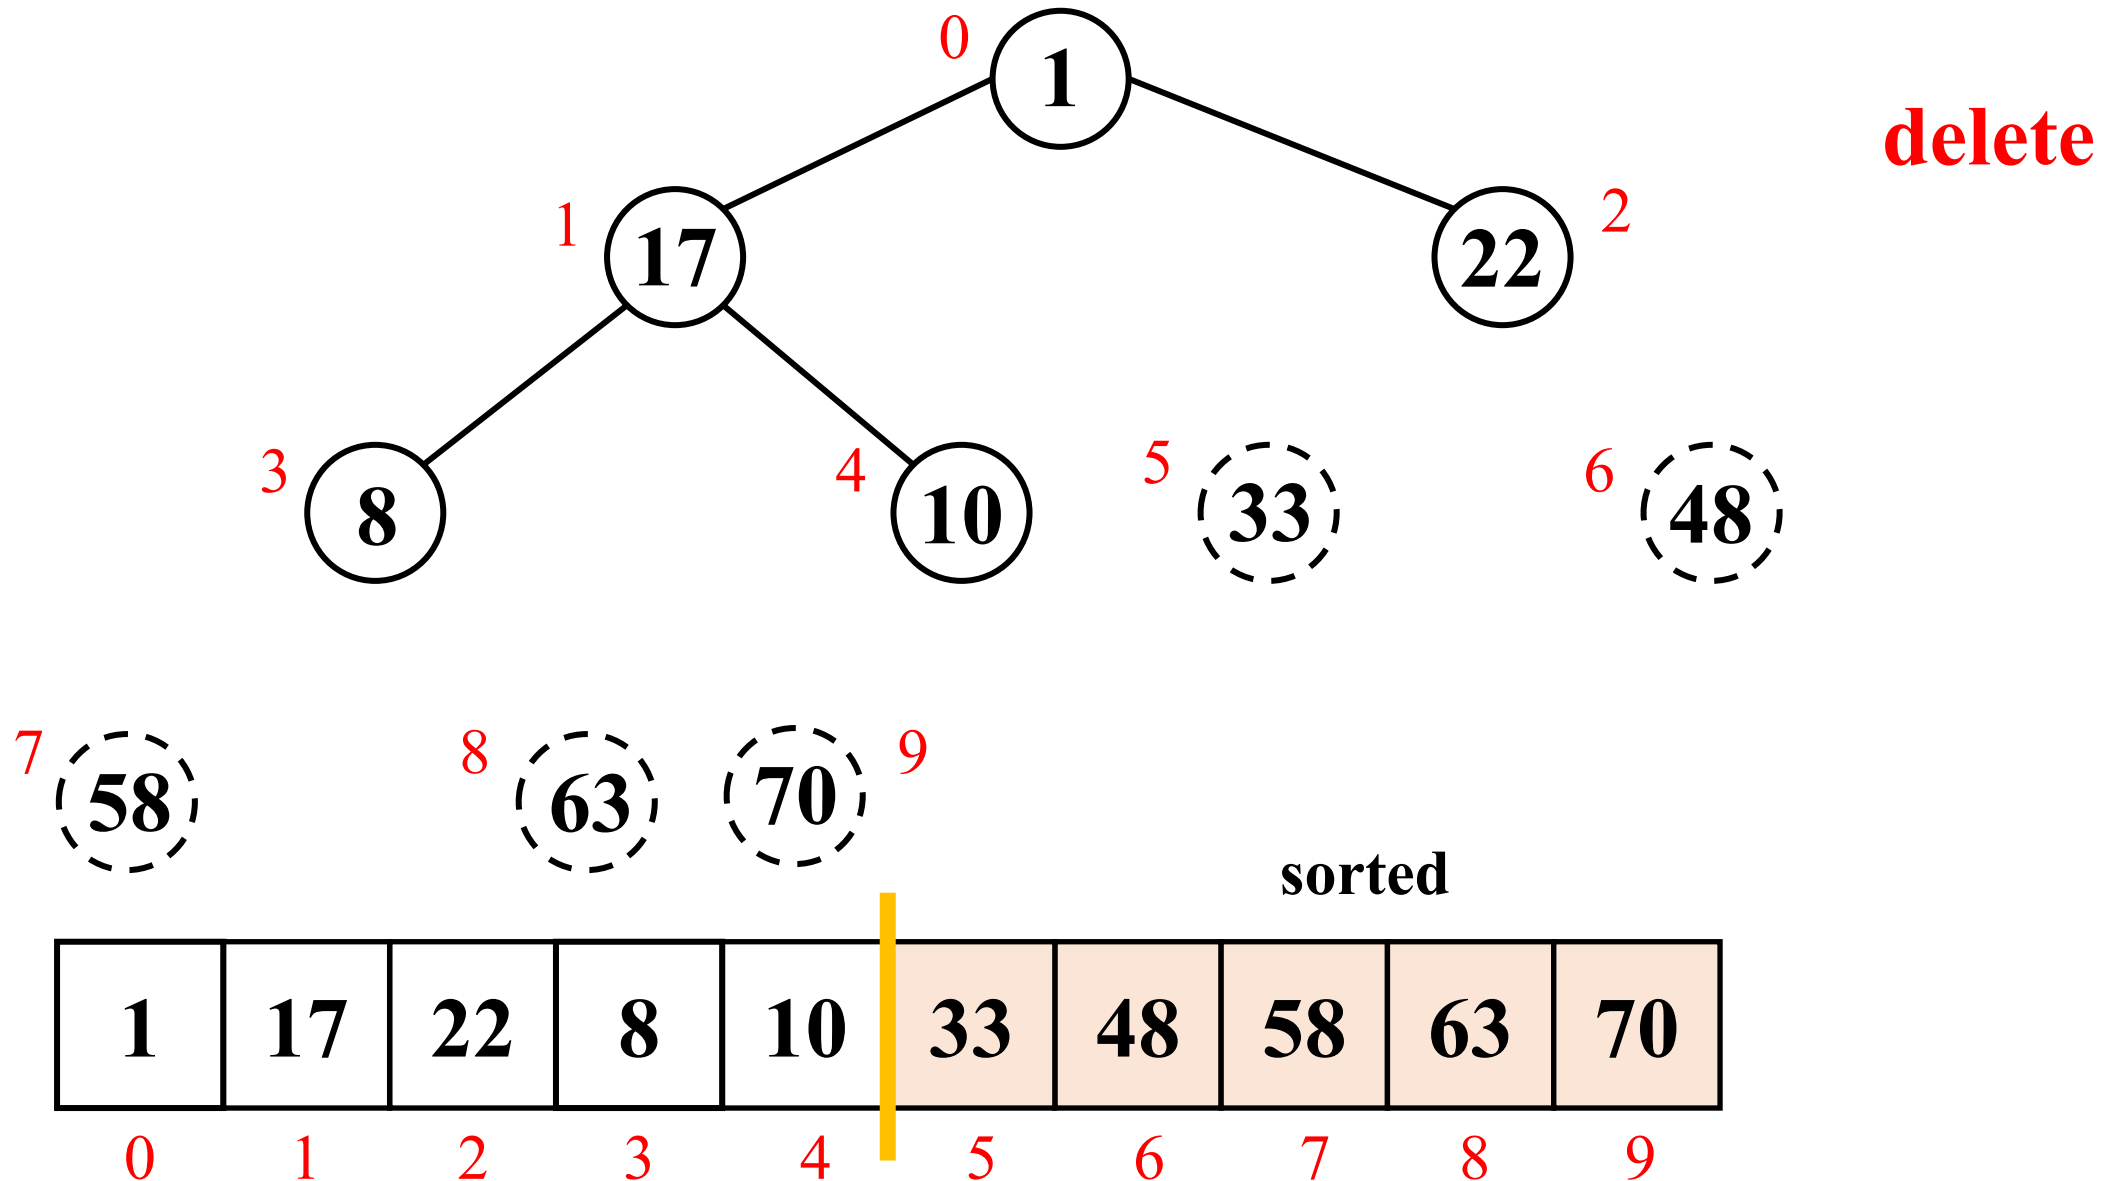 0 1
delete
1 17 22 2
3 8 4 10 5 33 6 48
7 58 8 63 70 9
sorted
1 17 22 8 10 33 48 58 63 70
0 1 2 3 4 5 6 7 8 9